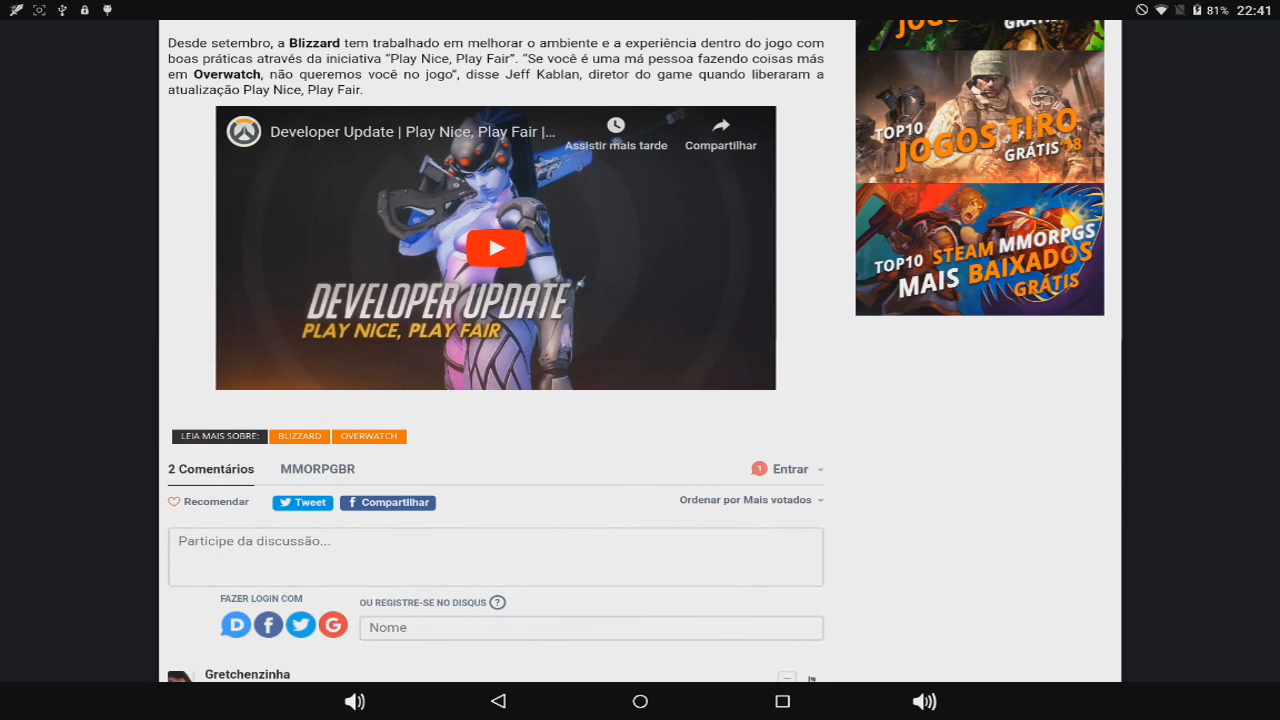 81% 22:41
GRÁTIS
Desde setembro, a Blizzard tem trabalhado em melhorar o ambiente e a experiência dentro do jogo com
boas práticas através da iniciativa “Play Nice, Play Fair”. “Se você é uma má pessoa fazendo coisas más
em Overwatch, não queremos você no jogo”, disse Jeff Kablan, diretor do game quando liberaram a
atualização Play Nice, Play Fair.
Developer Update | Play Nice, Play Fair |...
Assistir mais tarde
Compartilhar
DEVELOPER UPDATE
PLAY NICE, PLAY FAIR
TOP10
JOGOS TIRO
GRÁTIS 18
TOP10 STEAM MMORPGS
MAIS BAIXADOS
GRÁTIS
LEIA MAIS SOBRE: BLIZZARD OVERWATCH
2 Comentários MMORPGBR 1 Entrar
Recomendar Tweet Compartilhar Ordenar por Mais votados
Participe da discussão...
FAZER LOGIN COM
OU REGISTRE-SE NO DISQUS ?
D f G
Nome
Gretchenzinha